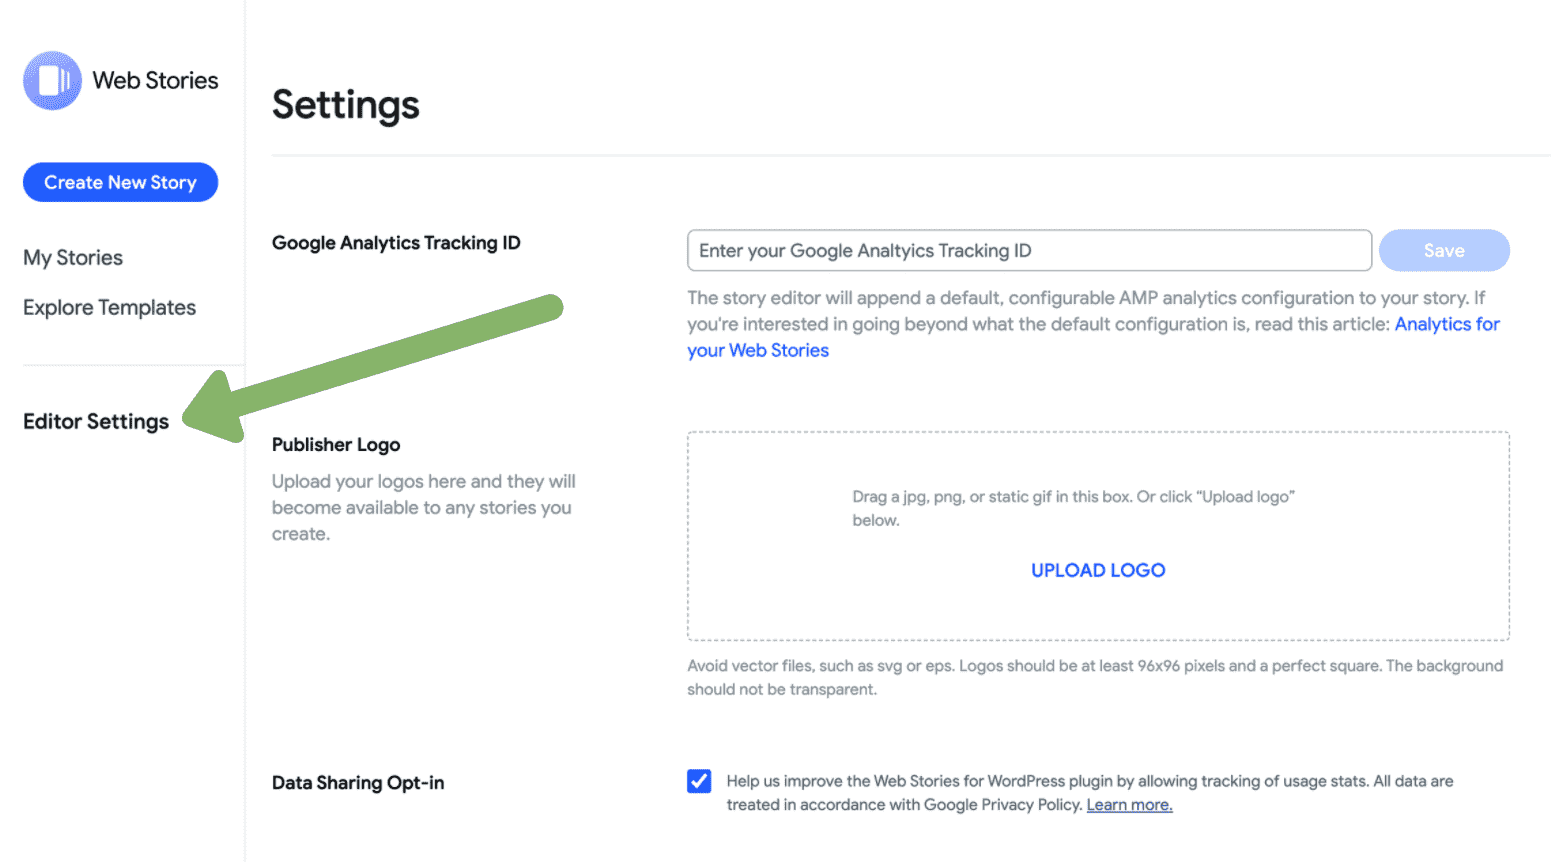 Web Stories
Settings
Create New Story
My Stories
Explore Templates
Editor Settings
Google Analytics Tracking ID
Enter your Google Analtyics Tracking ID
Save
The story editor will append a default, configurable AMP analytics configuration to your story. If
you're interested in going beyond what the default configuration is, read this article: Analytics for
your Web Stories
Publisher Logo
Upload your logos here and they will
become available to any stories you
create.
Drag a jpg, png, or static gif in this box. Or click “Upload logo”
below.
UPLOAD LOGO
Avoid vector files, such as svg or eps. Logos should be at least 96x96 pixels and a perfect square. The background
should not be transparent.
Data Sharing Opt-in
Help us improve the Web Stories for WordPress plugin by allowing tracking of usage stats. All data are
treated in accordance with Google Privacy Policy. Learn more.